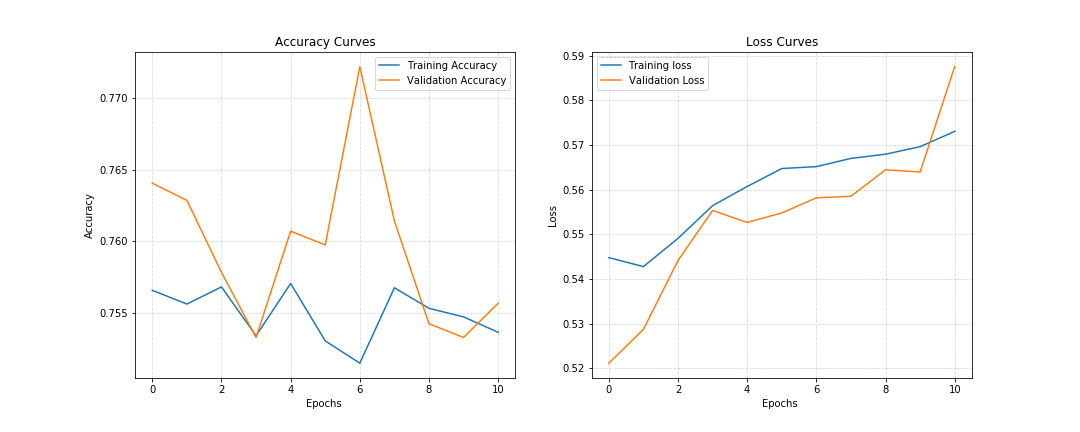 Accuracy Curves
Training Accuracy
Validation Accuracy
0.770
0.765
0.760
0.755
Accuracy
0 2 4 6 8 10
Epochs
Loss Curves
Training loss
Validation Loss
0.59
0.58
0.57
0.56
0.55
0.54
0.53
0.52
Loss
0 2 4 6 8 10
Epochs